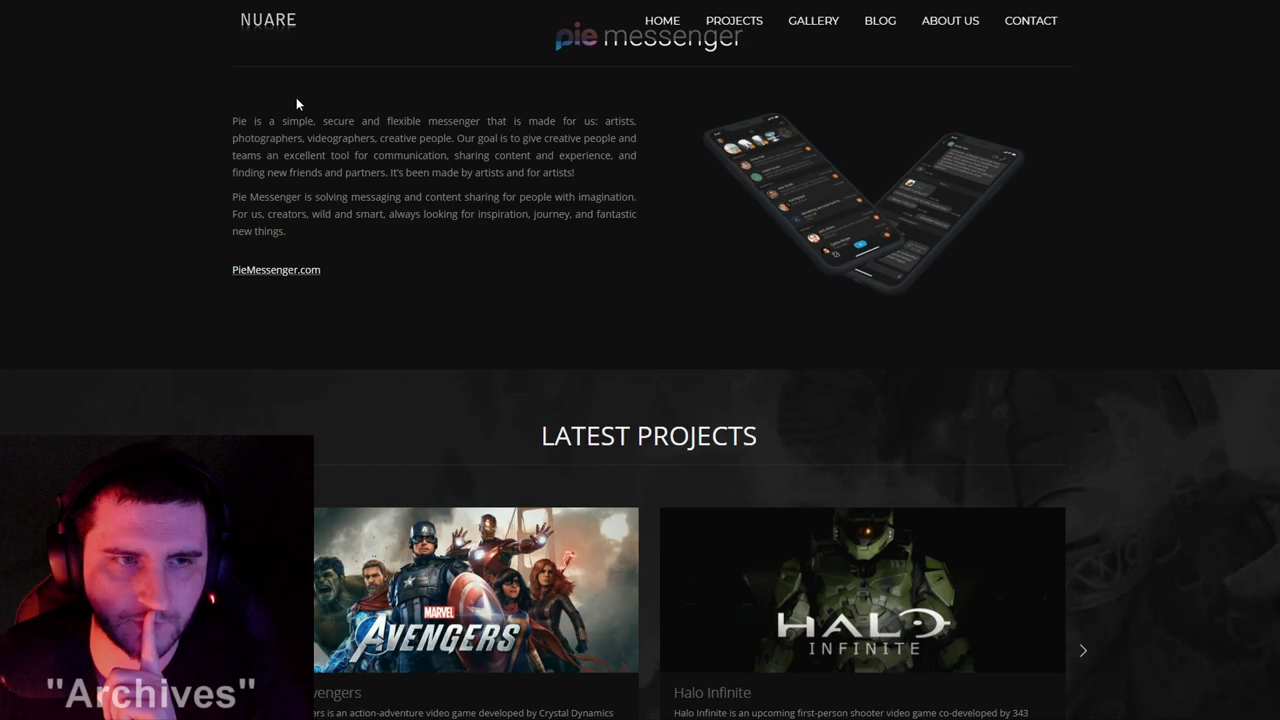 NUARE
HOME PROJECTS GALLERY BLOG ABOUT US CONTACT
pie messenger
Pie is a simple, secure and flexible messenger that is made for us: artists,
photographers, videographers, creative people. Our goal is to give creative people and
teams an excellent tool for communication, sharing content and experience, and
finding new friends and partners. It's been made by artists and for artists!
Pie Messenger is solving messaging and content sharing for people with imagination.
For us, creators, wild and smart, always looking for inspiration, journey, and fantastic
new things.
PieMessenger.com
LATEST PROJECTS
MARVEL
AVENGERS
HALO
INFINITE
"Archives"
vengers
Halo Infinite
ers is an action-adventure video game developed by Crystal Dynamics
Halo Infinite is an upcoming first-person shooter video game co-developed by 343